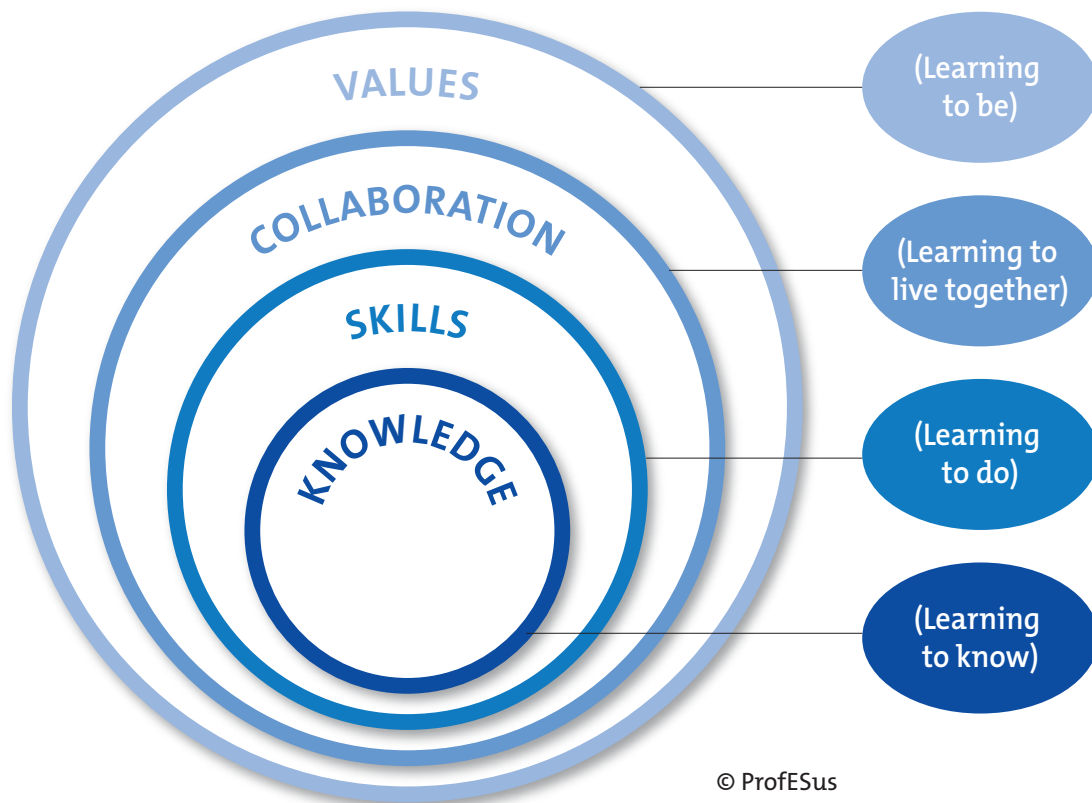 VALUES
(Learning
to be)
COLLABORATION
(Learning to
live together)
SKILLS
(Learning
to do)
KNOWLEDGE
(Learning
to know)
© ProfESus